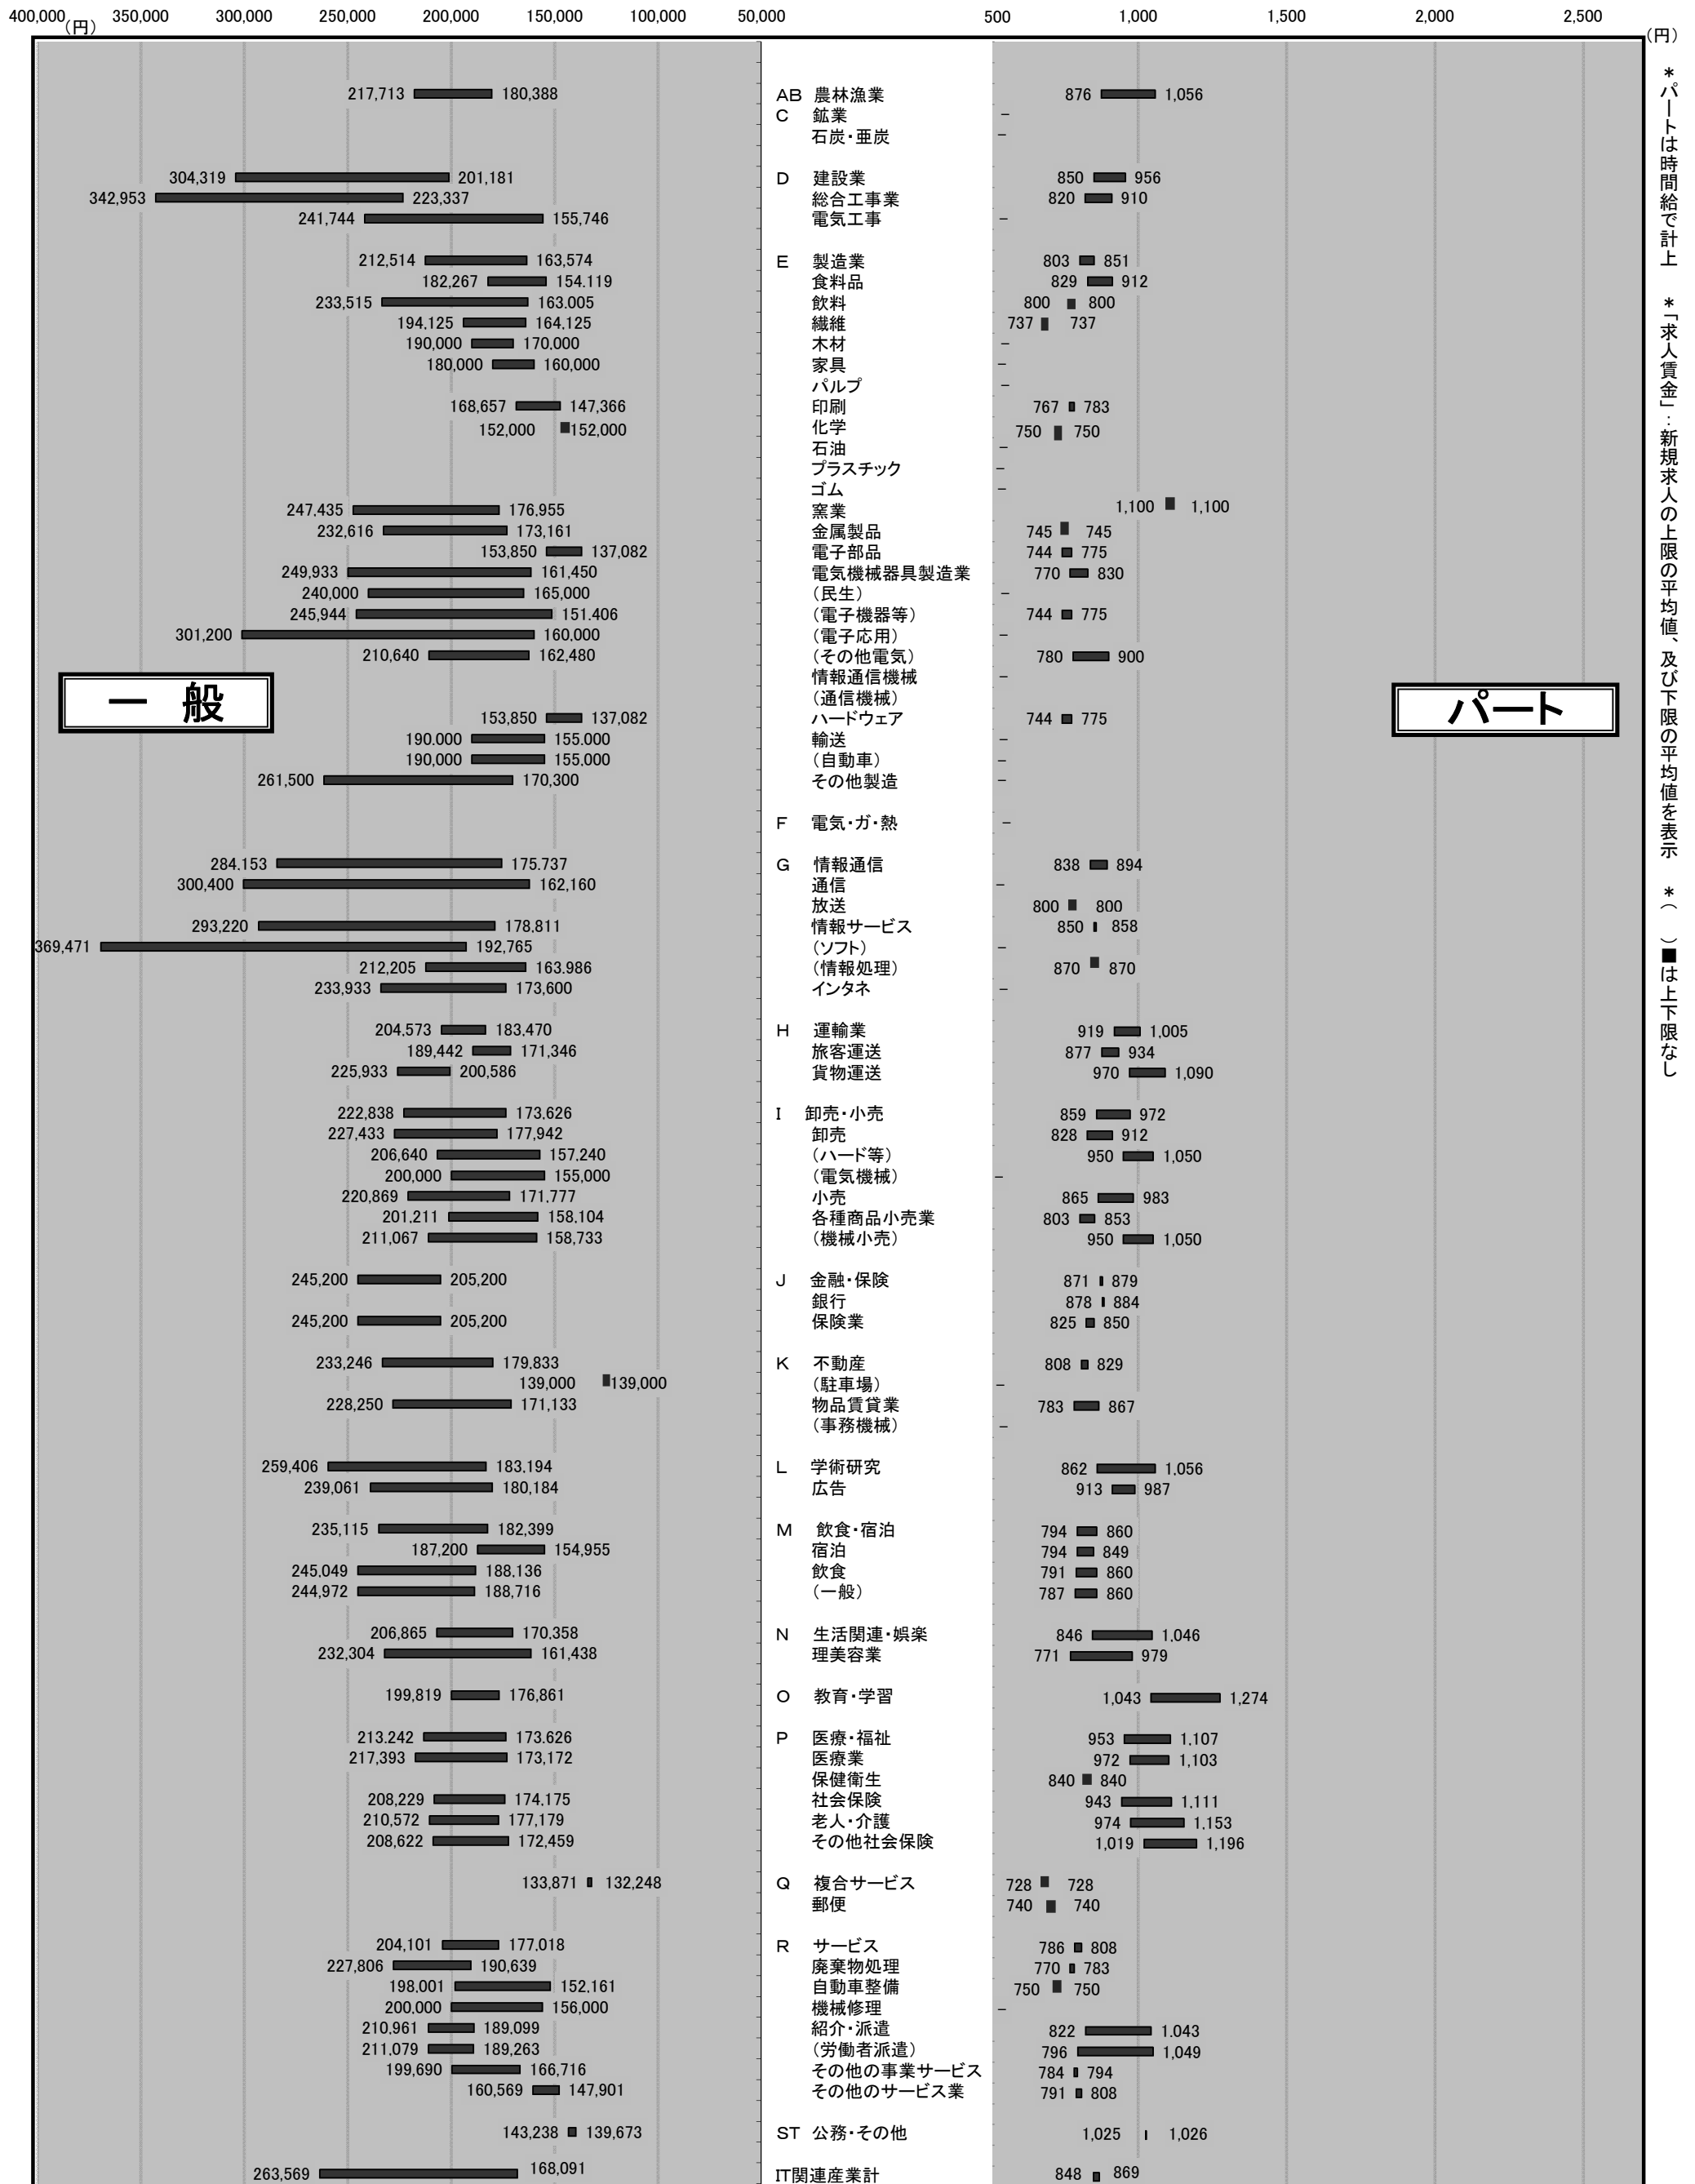 400,000 350,000 300,000 250,000 200,000 150,000 100,000 50,000 500 1,000 1,500 2,000 2,500
(円) (円)
217,713 180,388 AB 農林漁業 876 1,056
C 鉱業 －
石炭・亜炭 －
304,319 201,181 D 建設業 850 956
342,953 223,337 総合工事業 820 910
241,744 155,746 電気工事 －
212,514 163,574 E 製造業 803 851
182,267 154,119 食料品 829 912
233,515 163,005 飲料 800 800
194,125 164,125 繊維 737 737
190,000 170,000 木材 －
180,000 160,000 家具 －
パルプ －
168,657 147,366 印刷 767 783
152,000 152,000 化学 750 750
石油 －
プラスチック －
ゴム －
247,435 176,955 窯業 1,100 1,100
232,616 173,161 金属製品 745 745
153,850 137,082 電子部品 744 775
249,933 161,450 電気機械器具製造業 770 830
240,000 165,000 (民生) －
245,944 151,406 (電子機器等) 744 775
301,200 160,000 (電子応用) －
210,640 162,480 (その他電気) 780 900
情報通信機械 －
(通信機械)
一 般
パート
153,850 137,082 ハードウェア 744 775
190,000 155,000 輸送 －
190,000 155,000 (自動車) －
261,500 170,300 その他製造 －
F 電気・ガ・熱 －
284,153 175,737 G 情報通信 838 894
300,400 162,160 通信 －
放送 800 800
293,220 178,811 情報サービス 850 858
369,471 192,765 (ソフト) －
212,205 163,986 (情報処理) 870 870
233,933 173,600 インタネ －
204,573 183,470 H 運輸業 919 1,005
189,442 171,346 旅客運送 877 934
225,933 200,586 貨物運送 970 1,090
222,838 173,626 I 卸売・小売 859 972
227,433 177,942 卸売 828 912
206,640 157,240 (ハード等) 950 1,050
200,000 155,000 (電気機械) －
220,869 171,777 小売 865 983
201,211 158,104 各種商品小売業 803 853
211,067 158,733 (機械小売) 950 1,050
245,200 205,200 J 金融・保険 871 879
銀行 878 884
245,200 205,200 保険業 825 850
233,246 179,833 K 不動産 808 829
139,000 139,000 (駐車場) －
228,250 171,133 物品賃貸業 783 867
(事務機械) －
259,406 183,194 L 学術研究 862 1,056
239,061 180,184 広告 913 987
235,115 182,399 M 飲食・宿泊 794 860
187,200 154,955 宿泊 794 849
245,049 188,136 飲食 791 860
244,972 188,716 (一般) 787 860
206,865 170,358 N 生活関連・娯楽 846 1,046
232,304 161,438 理美容業 771 979
199,819 176,861 O 教育・学習 1,043 1,274
213,242 173,626 P 医療・福祉 953 1,107
217,393 173,172 医療業 972 1,103
保健衛生 840 840
208,229 174,175 社会保険 943 1,111
210,572 177,179 老人・介護 974 1,153
208,622 172,459 その他社会保険 1,019 1,196
133,871 132,248 Q 複合サービス 728 728
郵便 740 740
204,101 177,018 R サービス 786 808
227,806 190,639 廃棄物処理 770 783
198,001 152,161 自動車整備 750 750
200,000 156,000 機械修理 －
210,961 189,099 紹介・派遣 822 1,043
211,079 189,263 (労働者派遣) 796 1,049
199,690 166,716 その他の事業サービス 784 794
160,569 147,901 その他のサービス業 791 808
143,238 139,673 ST 公務・その他 1,025 1,026
263,569 168,091 IT関連産業計 848 869
＊パートは時間給で計上 ＊「求人賃金」：新規求人の上限の平均値、及び下限の平均値を表示 ＊( )■は上下限なし